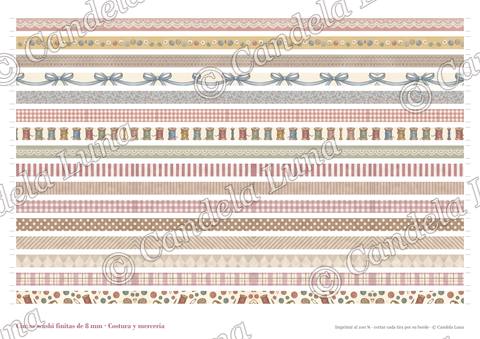 © Candela Luna
© Candela Luna
© Candela Luna
© Candela Luna
washi finitas de 8 mm · Costura y mercería
Imprimir al 100 % · cortar cada tira por su borde · © Candela Luna